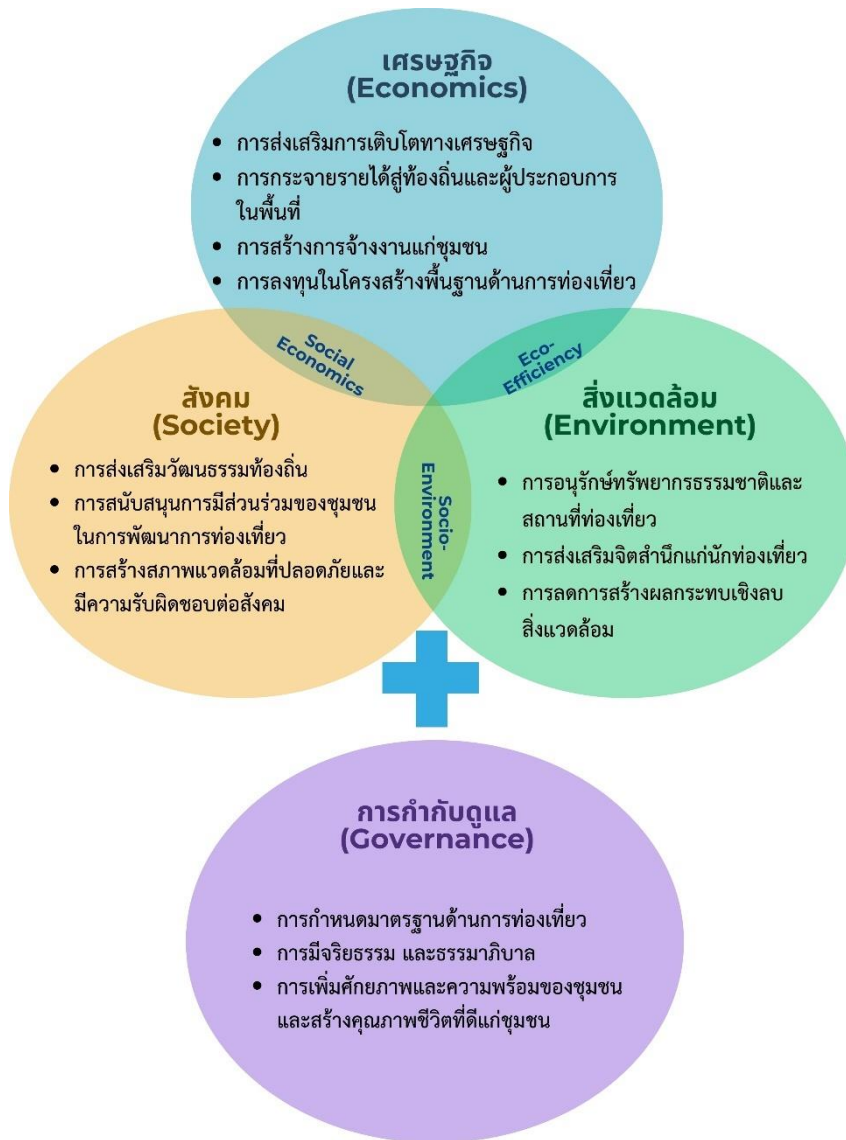 เศรษฐกิจ
(Economics)
• การส่งเสริมการเติบโตทางเศรษฐกิจ
• การกระจายรายได้สู่ท้องถิ่นและผู้ประกอบการ
ในพื้นที่
• การสร้างการจ้างงานแก่ชุมชน
• การลงทุนในโครงสร้างพื้นฐานด้านการท่องเที่ยว
Social
Economics
Eco-
Efficiency
สังคม
(Society)
• การส่งเสริมวัฒนธรรมท้องถิ่น
• การสนับสนุนการมีส่วนร่วมของชุมชน
ในการพัฒนาการท่องเที่ยว
• การสร้างสภาพแวดล้อมที่ปลอดภัยและ
มีความรับผิดชอบต่อสังคม
Socio-
Environment
สิ่งแวดล้อม
(Environment)
• การอนุรักษ์ทรัพยากรธรรมชาติและ
สถานที่ท่องเที่ยว
• การส่งเสริมจิตสำนึกแก่นักท่องเที่ยว
• การลดการสร้างผลกระทบเชิงลบ
สิ่งแวดล้อม
การกำกับดูแล
(Governance)
• การกำหนดมาตรฐานด้านการท่องเที่ยว
• การมีจริยธรรม และธรรมาภิบาล
• การเพิ่มศักยภาพและความพร้อมของชุมชน
และสร้างคุณภาพชีวิตที่ดีแก่ชุมชน